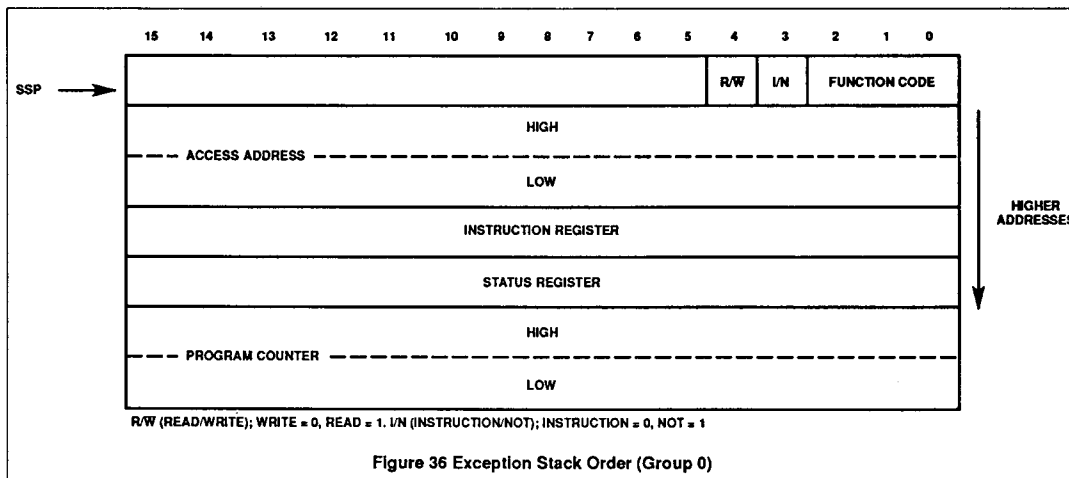 15 14 13 12 11 10 9 8 7 6 5 4 3 2 1 0
SSP R/W̅ I/N FUNCTION CODE
HIGH
ACCESS ADDRESS
LOW
HIGHER
ADDRESSES
INSTRUCTION REGISTER
STATUS REGISTER
HIGH
PROGRAM COUNTER
LOW
R/W̅ (READ/WRITE); WRITE = 0, READ = 1. I/N (INSTRUCTION/NOT); INSTRUCTION = 0, NOT = 1
Figure 36 Exception Stack Order (Group 0)